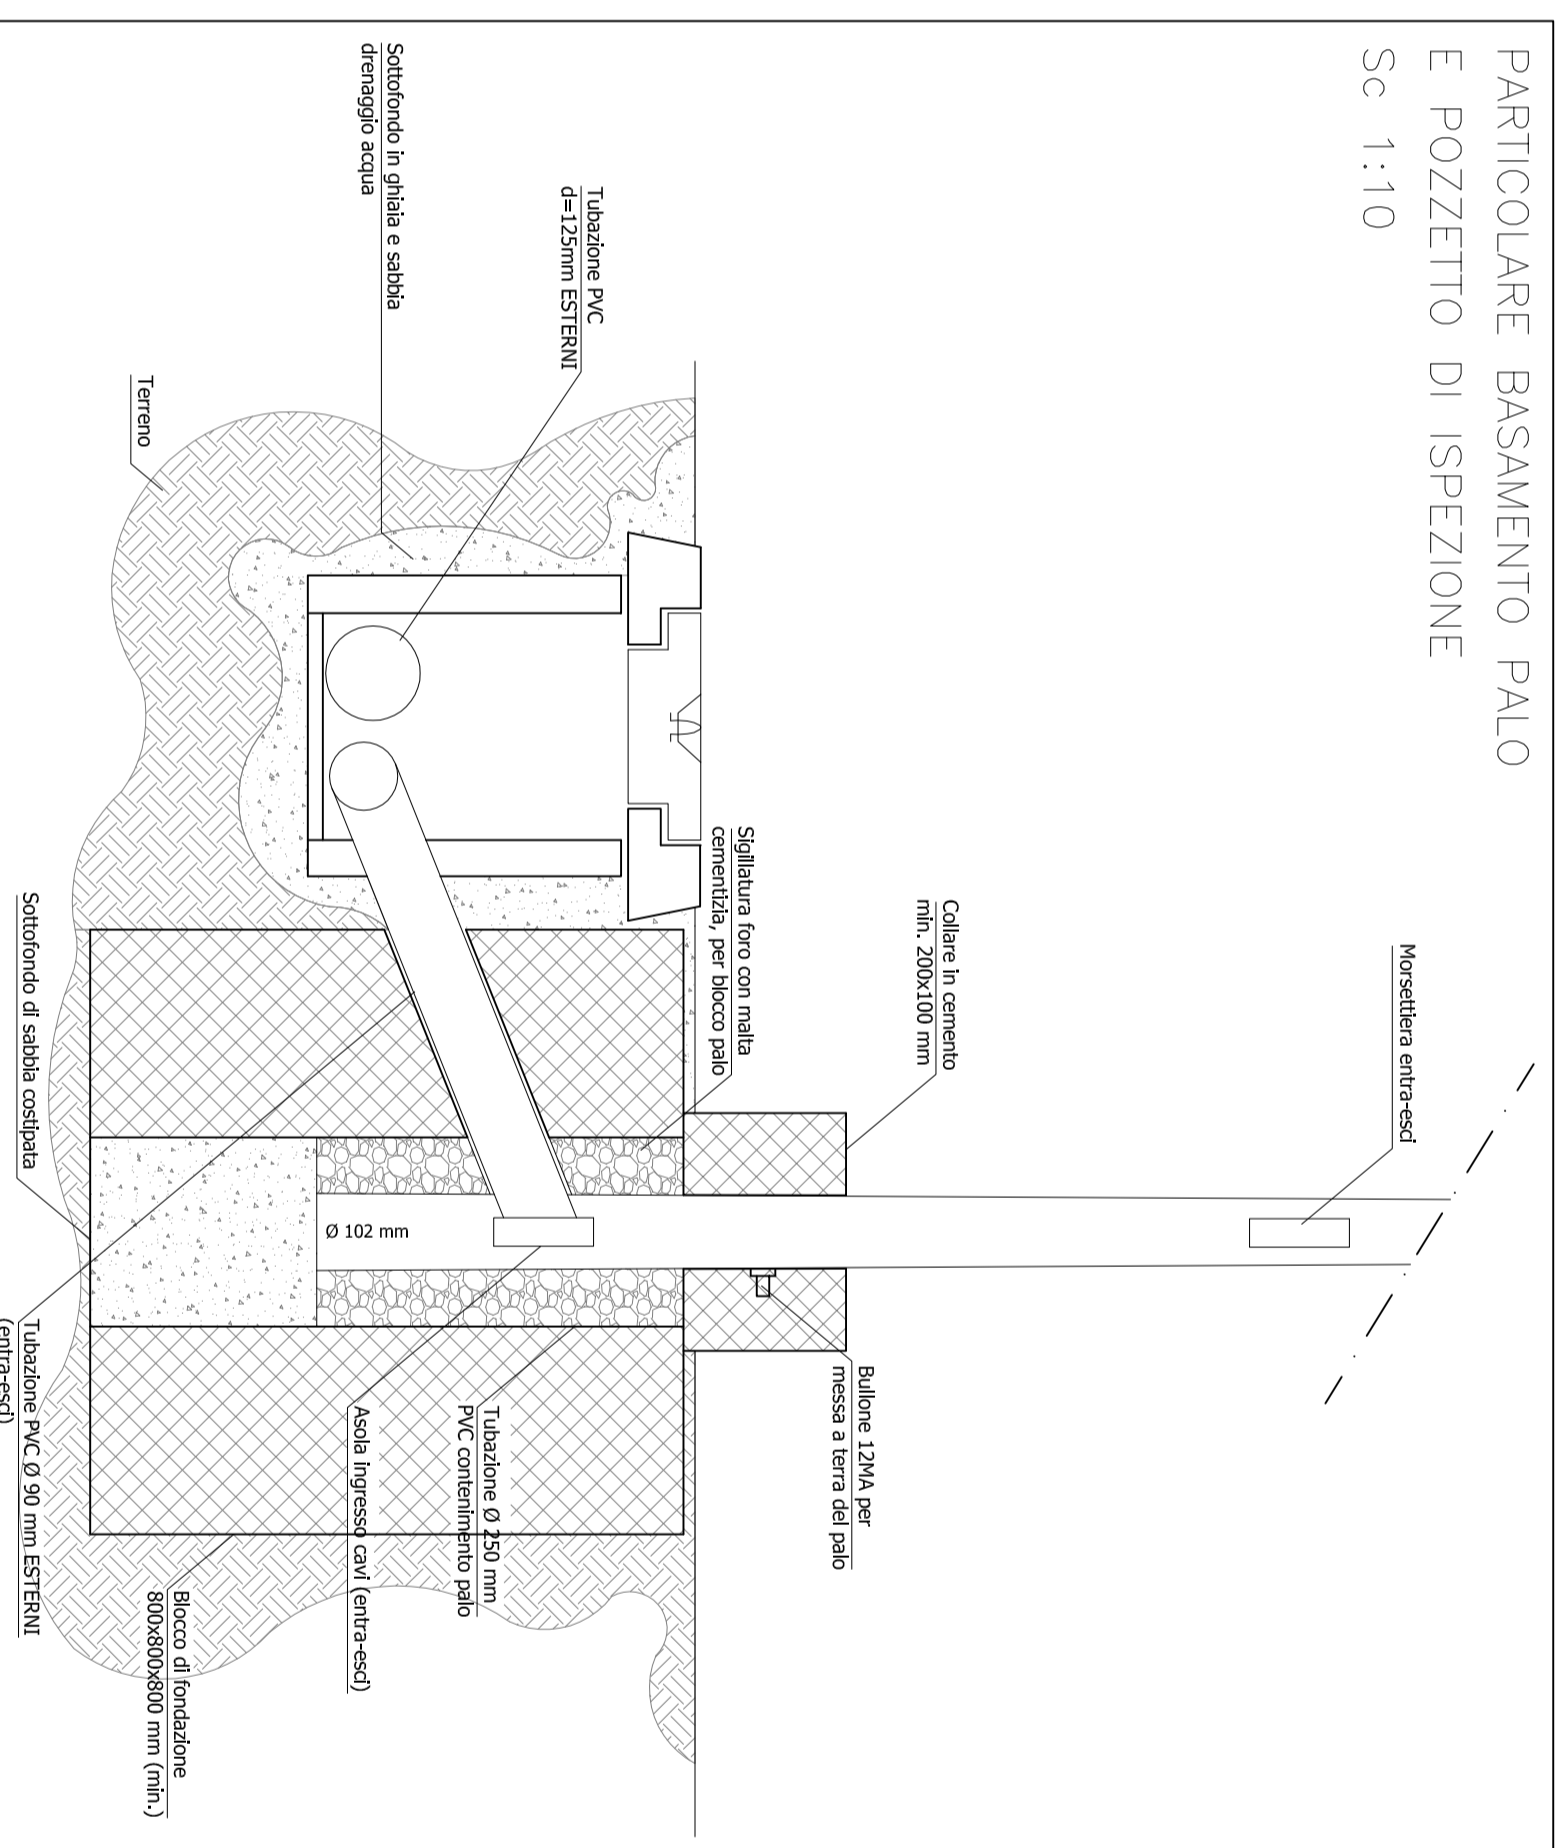 PARTICOLARE BASAMENTO PALO
E POZZETTO DI ISPEZIONE
Sc 1:10
Morsettiera entra-esci
Collare in cemento
min. 200x100 mm
Bullone 12MA per
messa a terra del palo
Sigillatura foro con malta
cementizia, per blocco palo
Tubazione PVC
d=125mm ESTERNI
Sottofondo in ghiaia e sabbia
drenaggio acqua
Terreno
Ø 102 mm
Tubazione Ø 250 mm
PVC contenimento palo
Asola ingresso cavi (entra-esci)
Blocco di fondazione
800x800x800 mm (min.)
Sottofondo di sabbia costipata
Tubazione PVC Ø 90 mm ESTERNI
(entra-esci)